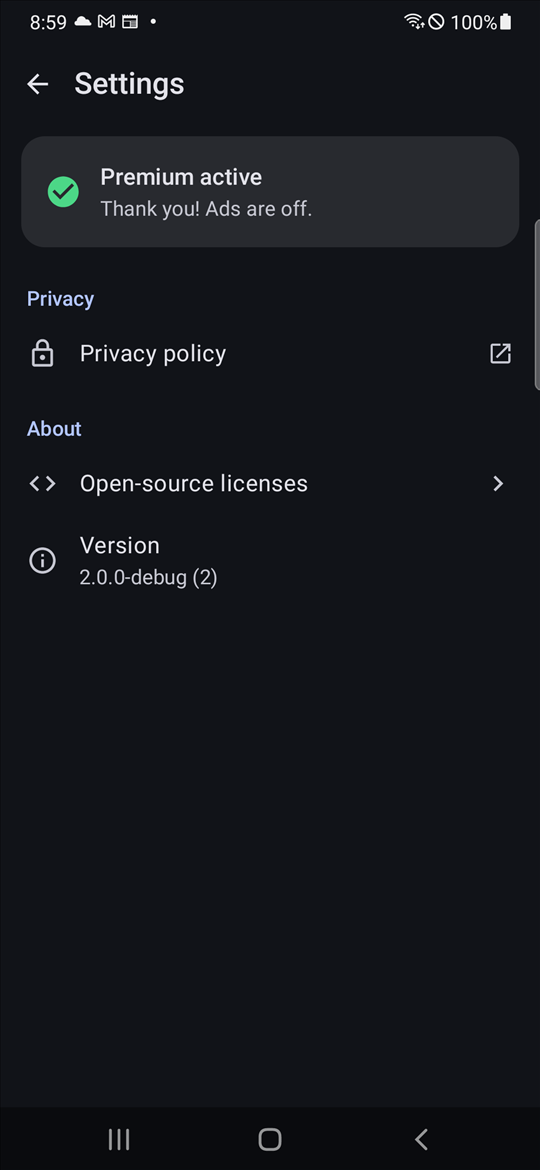 8:59
100%
Settings
Premium active
Thank you! Ads are off.
Privacy
Privacy policy
About
Open-source licenses
Version
2.0.0-debug (2)